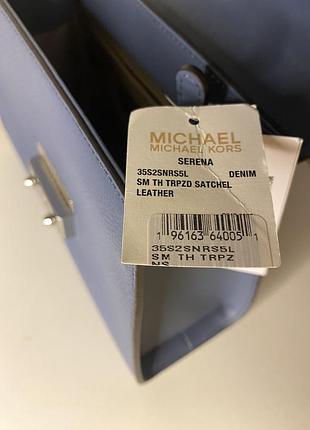 MICHAEL
MICHAEL KORS
SERENA
35S2SNRS5L DENIM
SM TH TRPZD SATCHEL
LEATHER
1 96163 64005 1
35S2SNRS5L
SM TH TRPZ
NS